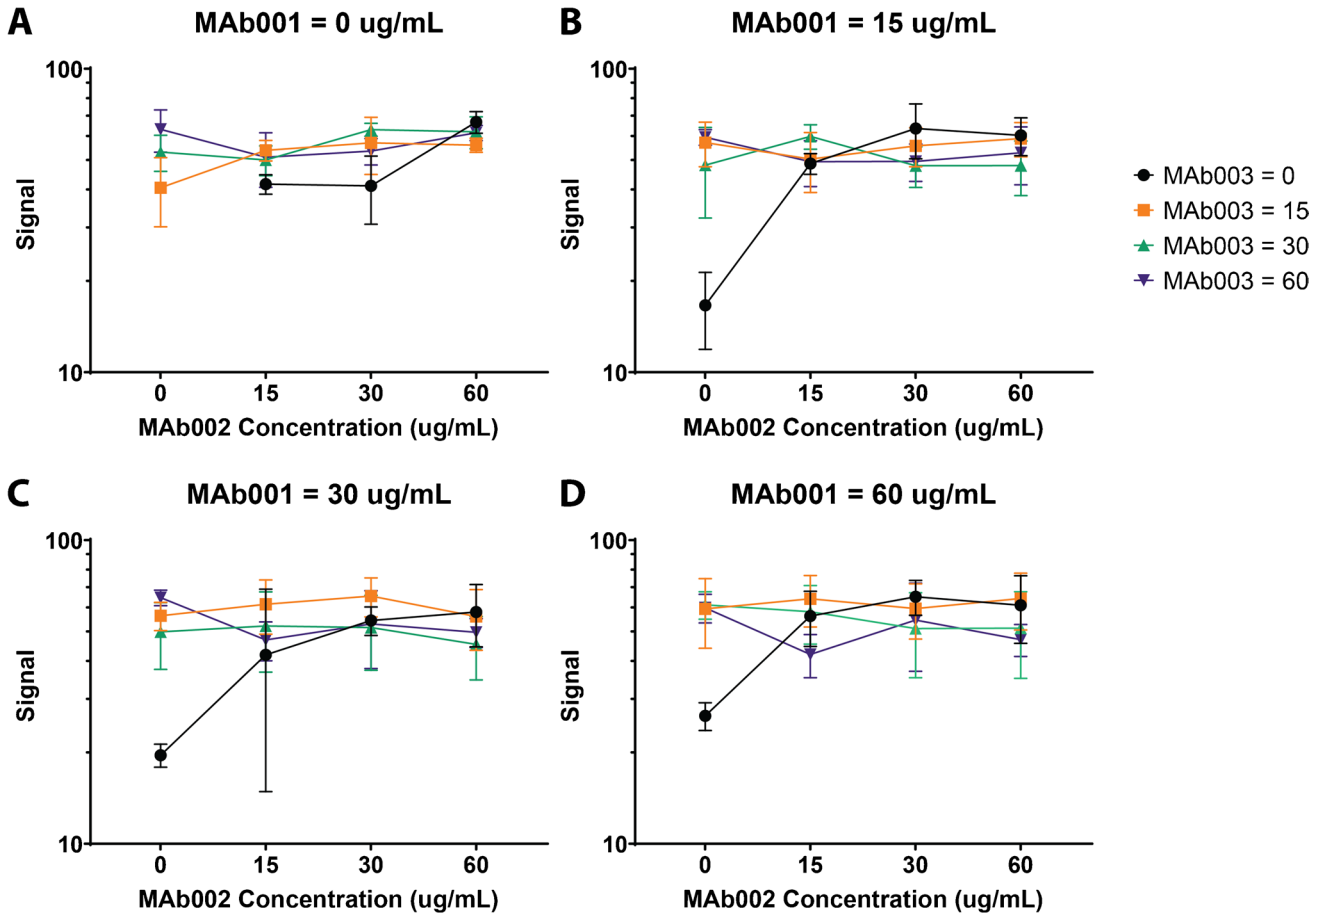 A
MAb001 = 0 ug/mL
100
10
Signal
0 15 30 60
MAb002 Concentration (ug/mL)
B
MAb001 = 15 ug/mL
100
10
Signal
0 15 30 60
MAb002 Concentration (ug/mL)
MAb003 = 0
MAb003 = 15
MAb003 = 30
MAb003 = 60
C
MAb001 = 30 ug/mL
100
10
Signal
0 15 30 60
MAb002 Concentration (ug/mL)
D
MAb001 = 60 ug/mL
100
10
Signal
0 15 30 60
MAb002 Concentration (ug/mL)